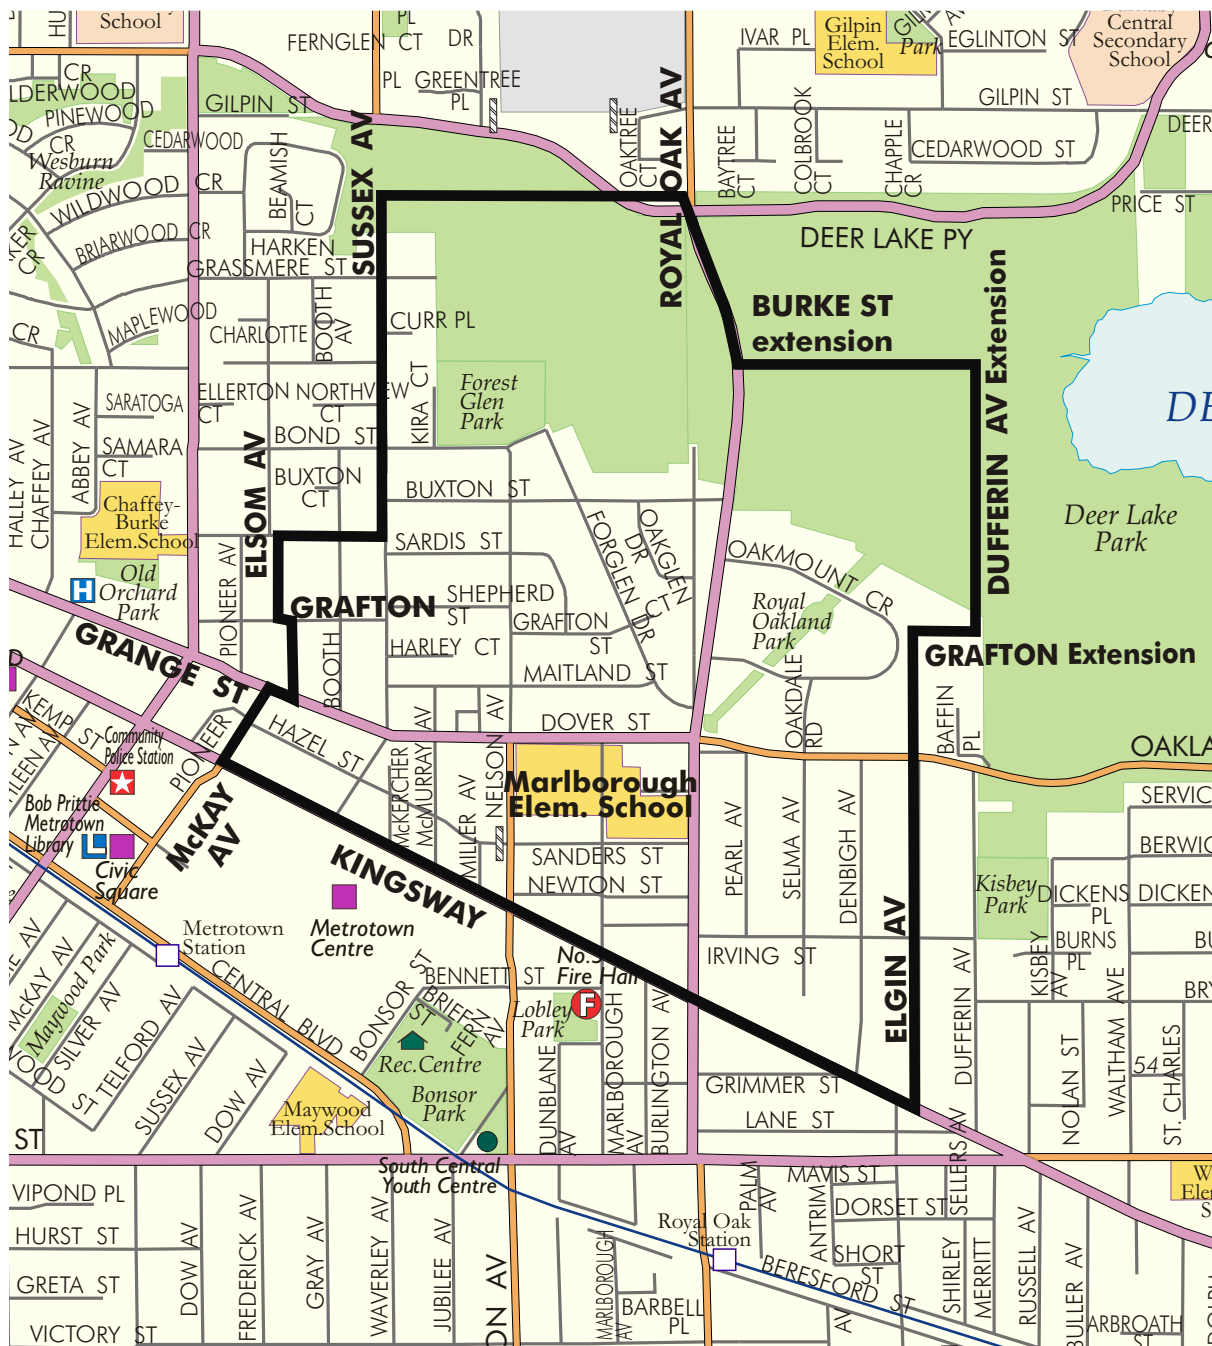 School
HU
PL
FERNGLEN CT
DR
IVAR PL
Gilpin
Elem.
School
Park
EGLINTON ST
Central
Secondary
School
CR
LDERWOOD
PINEWOOD
CR
PL
GREENTREE
PL
GILPIN ST
GILPIN ST
CEDARWOOD
Wesburn
Ravine
WILDWOOD CR
BRIARWOOD CR
CR
BEAMISH
CT
HARKEN
GRASSMERE ST
SUSSEX AV
OAKTREE
CT
ROYAL OAK AV
BAYTREE
CT
COLBROOK
CT
CHAPPLE
CR
CEDARWOOD ST
DEER
PRICE ST
DEER LAKE PY
MAPLEWOOD
CR
CHARLOTTE
BOOTH
AV
CURR PL
BURKE ST
extension
DUFFERIN AV Extension
DE
ELLERTON
CT
NORTHVIEW
CT
KIRA CT
Forest
Glen
Park
BOND ST
SARATOGA
SAMARA
CT
ABBEY AV
CHAFFEY AV
HALLEY AV
Chaffey-
Burke
Elem.School
H
Old
Orchard
Park
ELSOM AV
BUXTON
CT
BUXTON ST
SARDIS ST
PIONEER AV
FORGLEN DR
OAKGLEN
DR
CT
OAKMOUNT CR
Deer Lake
Park
Royal
Oakland
Park
SHEPHERD
ST
GRAFTON
GRAFTON
ST
HARLEY CT
MAITLAND ST
BOOTH
GRANGE ST
GRAFTON Extension
OAKDALE
RD
BAFFIN
PL
OAKLA
KEMP ST
Community
Police Station
PIONEER
HAZEL ST
DOVER ST
McKERCHER
McMURRAY AV
MILLER AV
NELSON AV
Marlborough
Elem. School
Bob Prittie
Metrotown
Library
L
Civic
Square
McKAY
AV
KINGSWAY
SANDERS ST
NEWTON ST
PEARL AV
SELMA AV
DENBIGH AV
ELGIN AV
SERVIC
BERWIC
Kisbey
Park
DICKENS
PL
DICKEN
BURNS
PL
BU
BRY
KISBEY
AV
WALTHAM AVE
Metrotown
Station
Metrotown
Centre
IRVING ST
DUFFERIN AV
McKAY AV
Maywood Park
SILVER AV
TELFORD AV
SUSSEX AV
DOW AV
CENTRAL BLVD
BONSOR ST
BENNETT ST
Fire Hall
F
Lobley
Park
FERN
AV
Rec.Centre
Bonsor
Park
Maywood
Elem.School
DUNBLANE
AV
MARLBOROUGH
AV
BURLINGTON AV
GRIMMER ST
LANE ST
NOLAN ST
54
ST. CHARLES
ST
South Central
Youth Centre
SELLERS AV
VIPOND PL
HURST ST
GRETA ST
VICTORY ST
DOW AV
FREDERICK AV
GRAY AV
WAVERLEY AV
JUBILEE AV
ON AV
MARLBOROUGH
AV
BARBELL
PL
Royal Oak
Station
PALM
AV
MAVIS ST
DORSET ST
ANTRIM
AV
SHORT
ST
BERESFORD ST
SHIRLEY
MERRITT
RUSSELL AV
BULLER AV
ARBROATH
ST